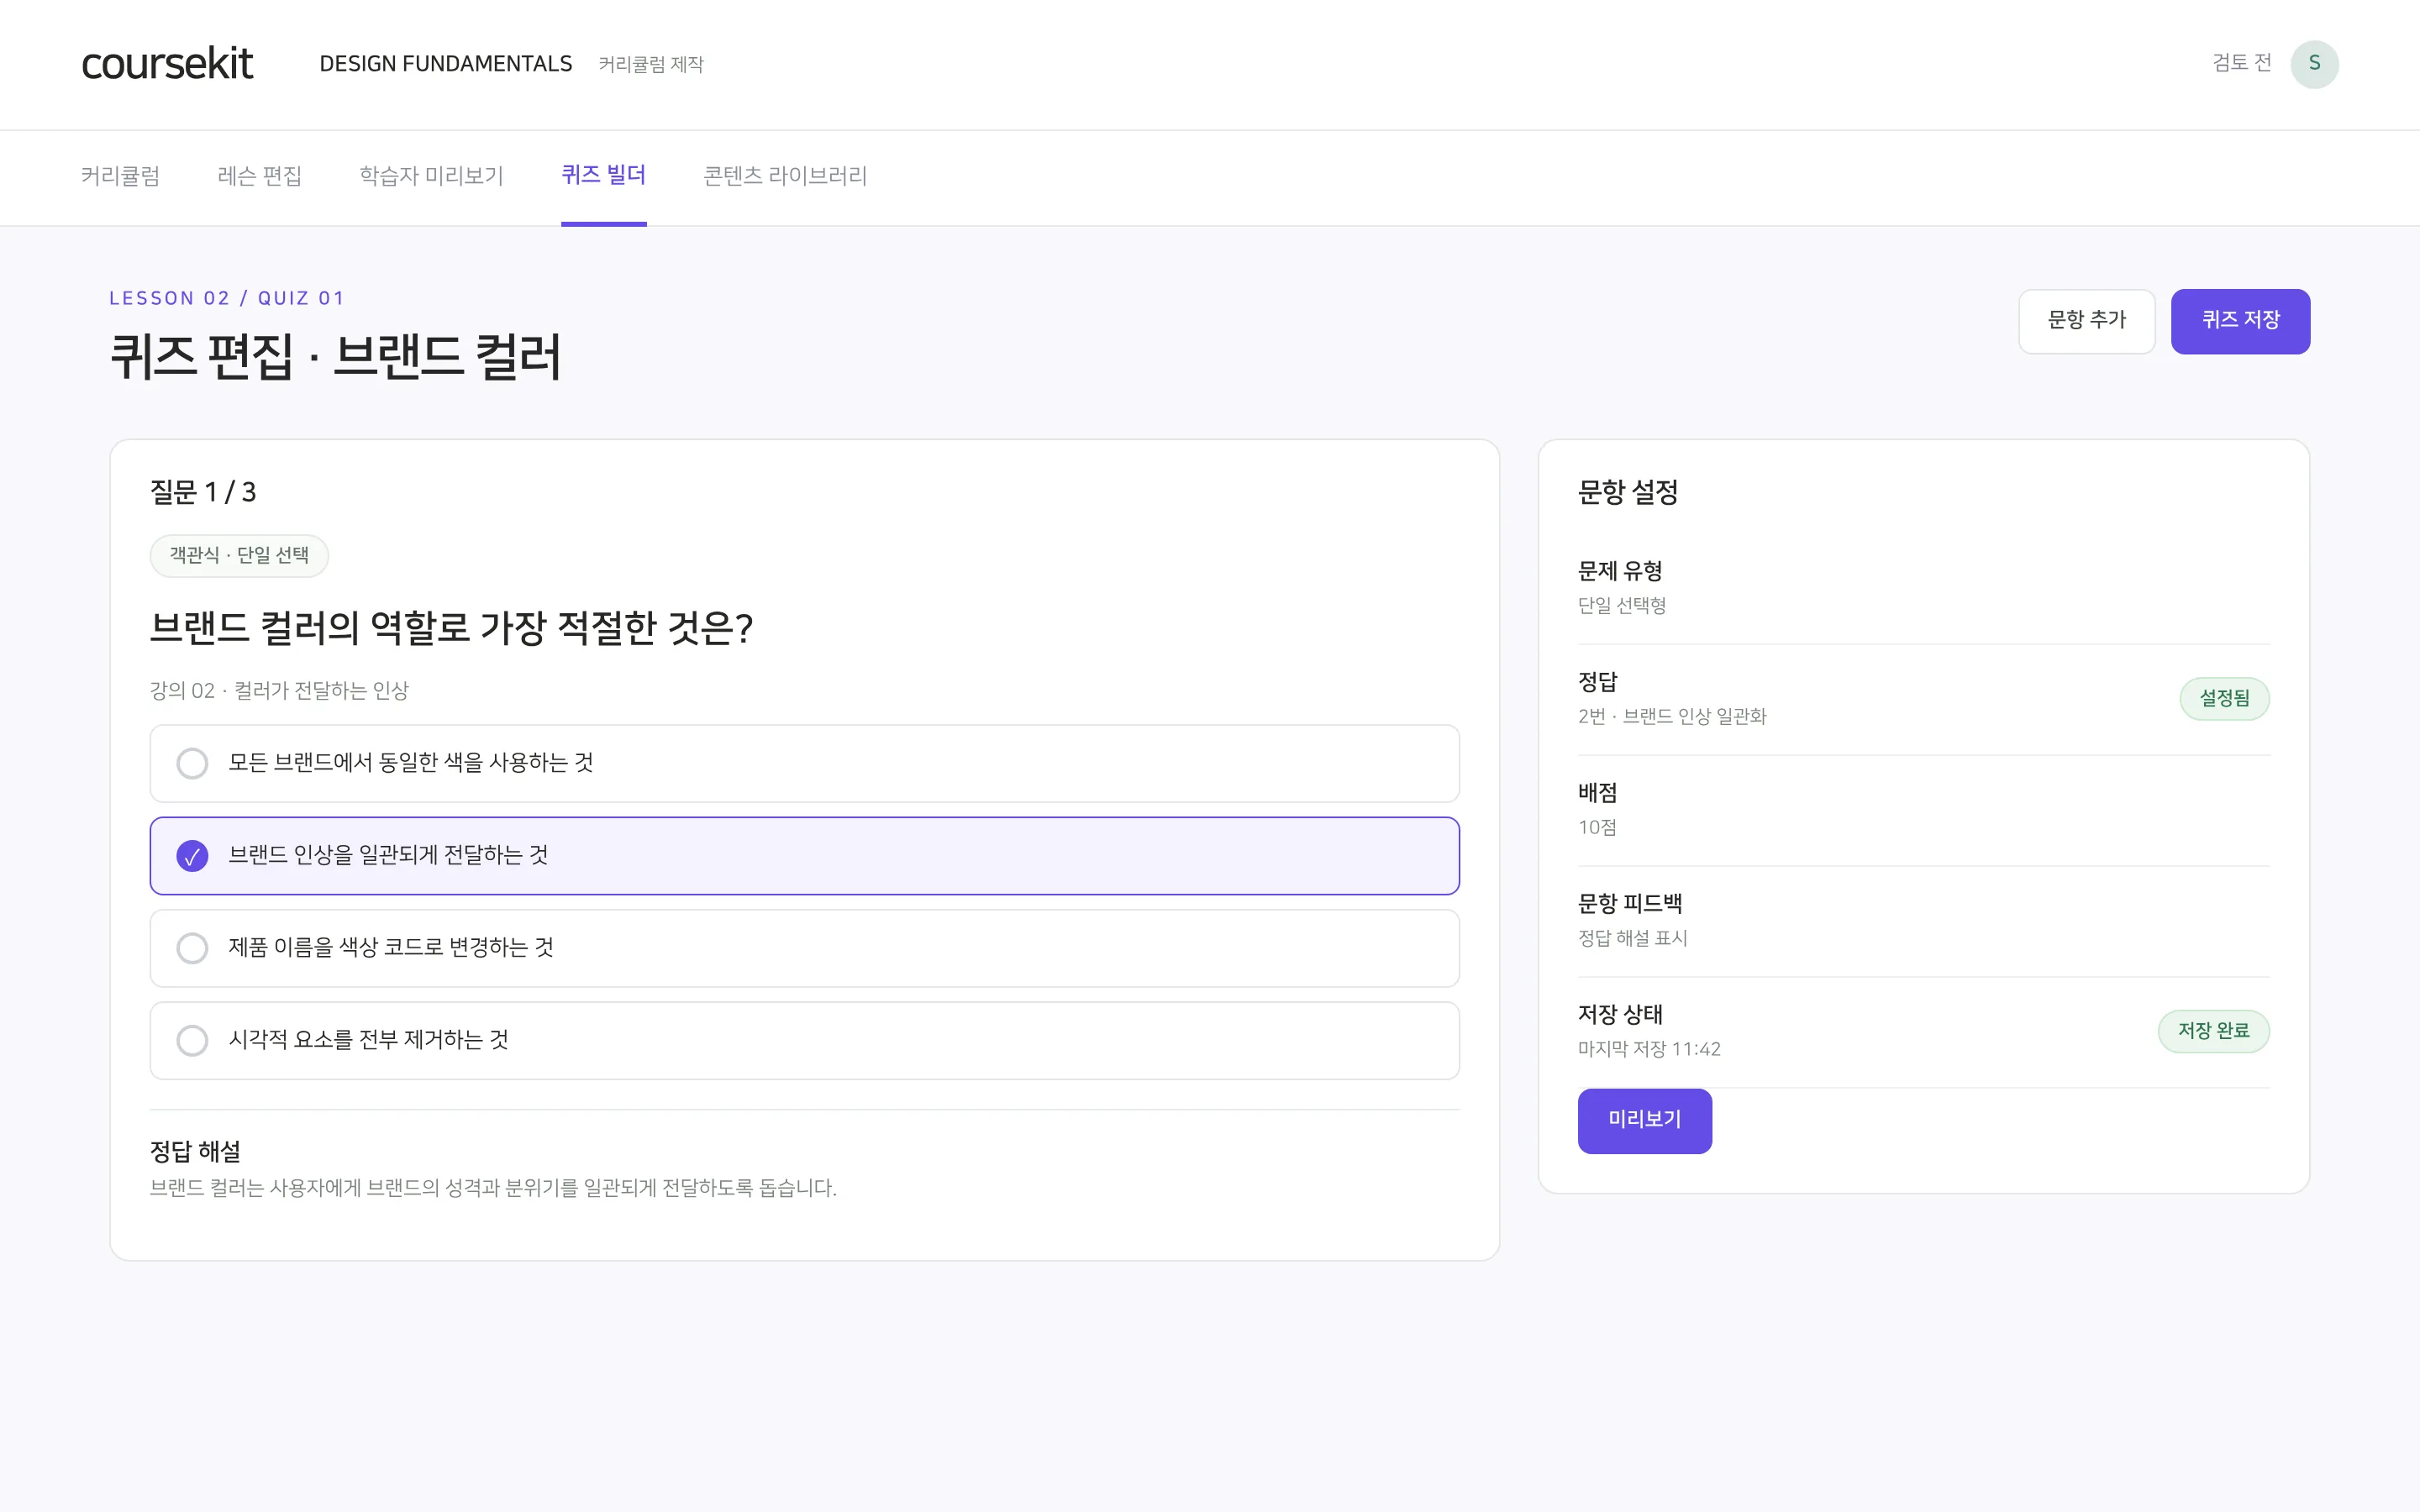 coursekit
DESIGN FUNDAMENTALS 커리큘럼 제작
검토 전
S
커리큘럼
레슨 편집
학습자 미리보기
퀴즈 빌더
콘텐츠 라이브러리
LESSON 02 / QUIZ 01
퀴즈 편집 · 브랜드 컬러
문항 추가
퀴즈 저장
질문 1 / 3
객관식 · 단일 선택
브랜드 컬러의 역할로 가장 적절한 것은?
강의 02 · 컬러가 전달하는 인상
모든 브랜드에서 동일한 색을 사용하는 것
브랜드 인상을 일관되게 전달하는 것
제품 이름을 색상 코드로 변경하는 것
시각적 요소를 전부 제거하는 것
정답 해설
브랜드 컬러는 사용자에게 브랜드의 성격과 분위기를 일관되게 전달하도록 돕습니다.
문항 설정
문제 유형
단일 선택형
정답
2번 · 브랜드 인상 일관화
설정됨
배점
10점
문항 피드백
정답 해설 표시
저장 상태
마지막 저장 11:42
저장 완료
미리보기